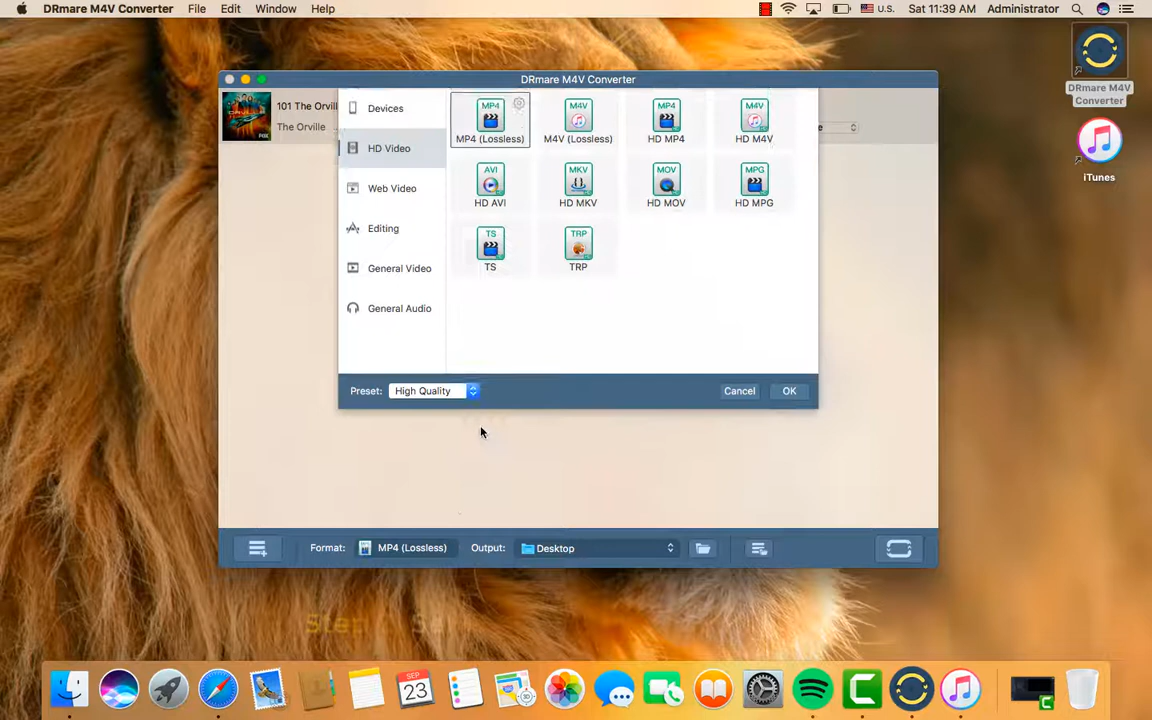 DRmare M4V Converter File Edit Window Help U.S. Sat 11:39 AM Administrator
DRmare M4V Converter
DRmare M4V
Converter
iTunes
101 The Orvill
The Orville
FOX
Devices
HD Video
Web Video
Editing
General Video
General Audio
MP4 M4V MP4 M4V
MP4 (Lossless) M4V (Lossless) HD MP4 HD M4V
AVI MKV MOV MPG
HD AVI HD MKV HD MOV HD MPG
TS TRP
TS TRP
Preset: High Quality Cancel OK
Format: MP4 (Lossless) Output: Desktop
SEP
23